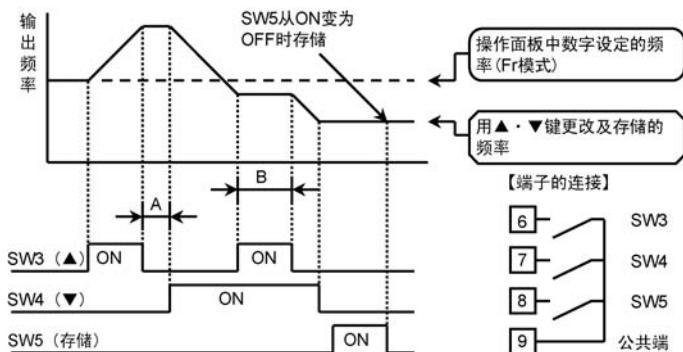 输出频率
SW5从ON变为
OFF时存储
操作面板中数字设定的频
率(Fr模式)
用▲・▼键更改及存储的
频率
【端子的连接】
A
B
6
SW3
7
SW4
8
SW5
9
公共端
SW3（▲）
ON
ON
SW4（▼）
ON
SW5（存储）
ON